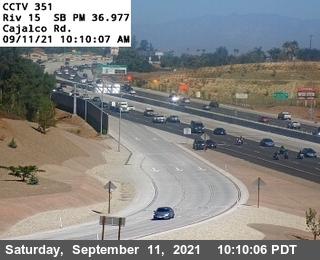 CCTV 351
Riv 15 SB PM 36.977
Cajalco Rd.
09/11/21 10:10:07 AM
Saturday, September 11, 2021 10:10:06 PDT